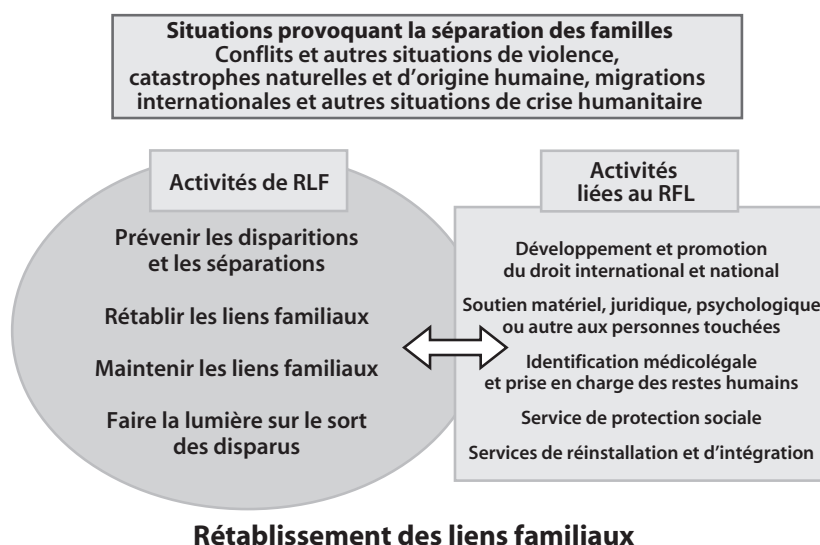 Situations provoquant la séparation des familles
Conflits et autres situations de violence,
catastrophes naturelles et d'origine humaine, migrations
internationales et autres situations de crise humanitaire
Activités de RLF
Prévenir les disparitions
et les séparations
Rétablir les liens familiaux
Maintenir les liens familiaux
Faire la lumière sur le sort
des disparus
Activités
liées au RFL
Développement et promotion
du droit international et national
Soutien matériel, juridique, psychologique
ou autre aux personnes touchées
Identification médicolégale
et prise en charge des restes humains
Service de protection sociale
Services de réinstallation et d'intégration
Rétablissement des liens familiaux